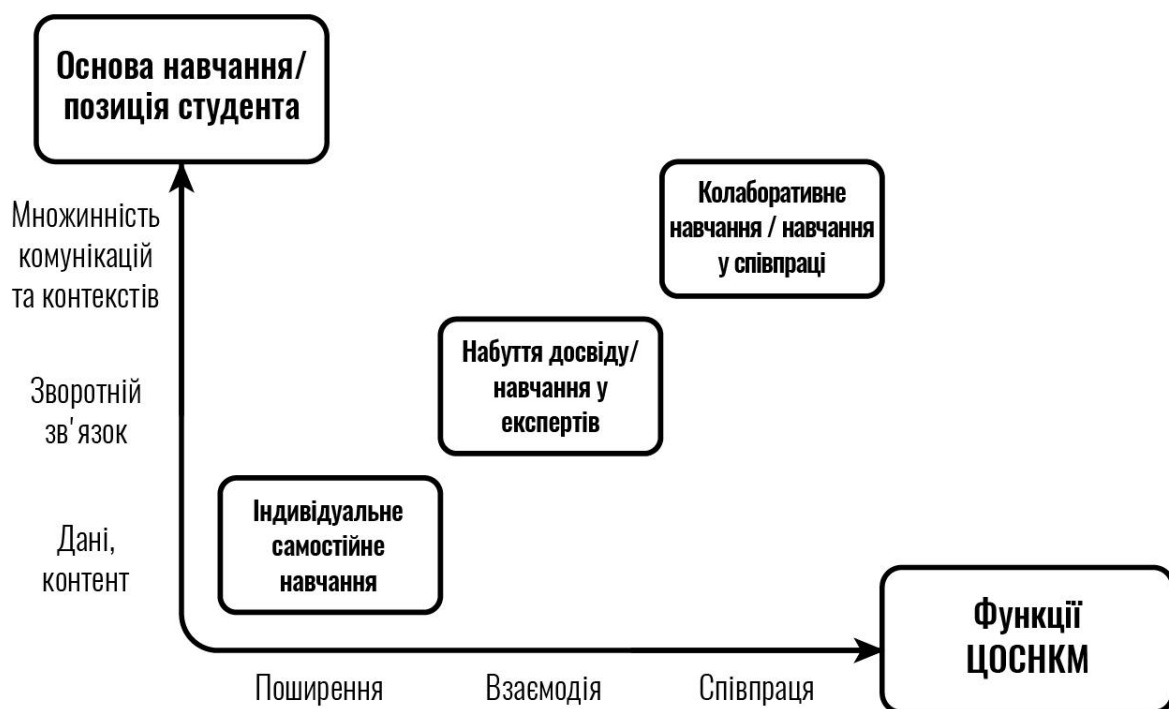 Основа навчання/
позиція студента
Множинність
комунікацій
та контекстів
Колаборативне
навчання / навчання
у співпраці
Зворотній
зв'язок
Набуття досвіду/
навчання у
експертів
Дані,
контент
Індивідуальне
самостійне
навчання
Функції
ЦОСНКМ
Поширення
Взаємодія
Співпраця